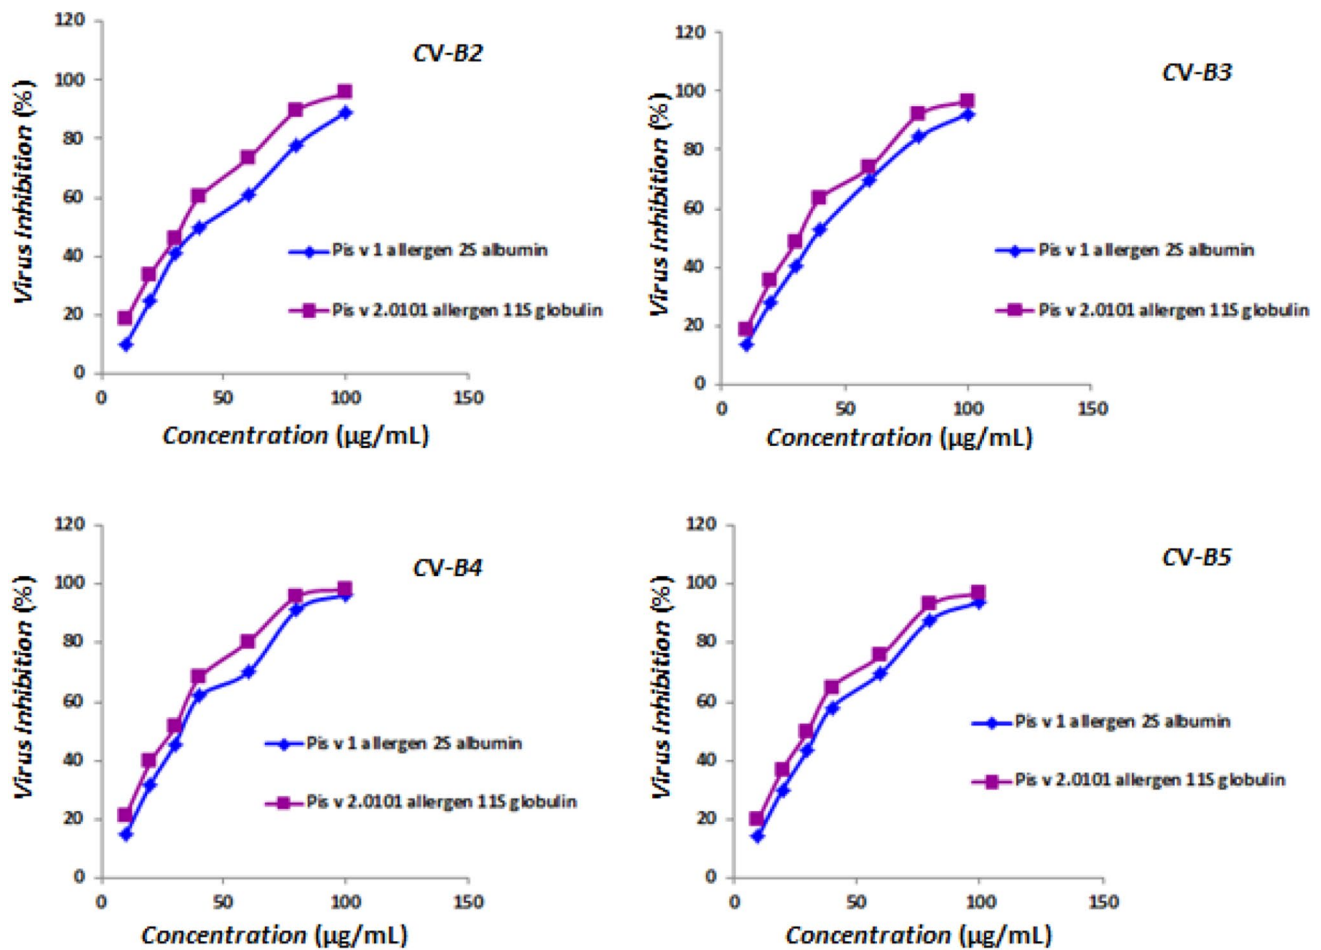 CV-B2
Virus Inhibition (%)
120
100
80
60
40
20
0
Pis v 1 allergen 2S albumin
Pis v 2.0101 allergen 11S globulin
0 50 100 150
Concentration (µg/mL)
CV-B3
Virus Inhibition (%)
120
100
80
60
40
20
0
Pis v 1 allergen 2S albumin
Pis v 2.0101 allergen 11S globulin
0 50 100 150
Concentration (µg/mL)
CV-B4
Virus Inhibition (%)
120
100
80
60
40
20
0
Pis v 1 allergen 2S albumin
Pis v 2.0101 allergen 11S globulin
0 50 100 150
Concentration (µg/mL)
CV-B5
Virus Inhibition (%)
120
100
80
60
40
20
0
Pis v 1 allergen 2S albumin
Pis v 2.0101 allergen 11S globulin
0 50 100 150
Concentration (µg/mL)